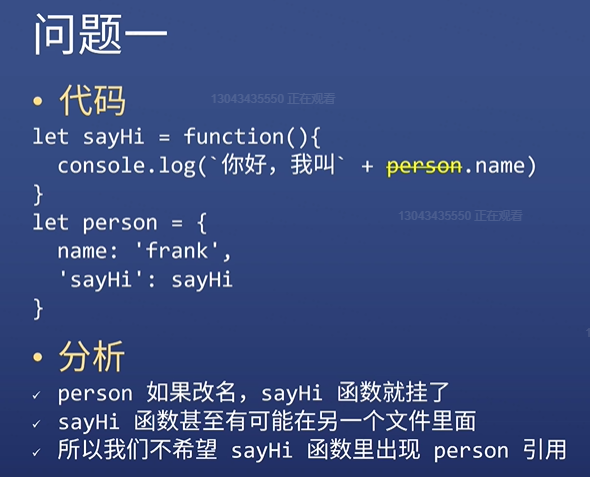 问题一
• 代码
13043435550 正在观看
let sayHi = function(){
  console.log(`你好，我叫` + person.name)
}
let person = {
13043435550 正在观看
  name: 'frank',
  'sayHi': sayHi
}
• 分析
✓ person 如果改名，sayHi 函数就挂了
✓ sayHi 函数甚至有可能在另一个文件里面
✓ 所以我们不希望 sayHi 函数里出现 person 引用